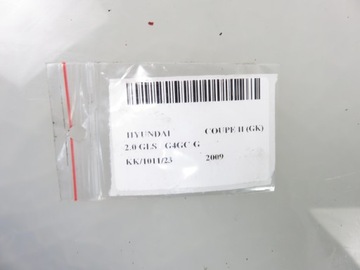 HYUNDAI COUPE II (GK)
2.0 GLS G4GC-G
KK/1011/23 2009